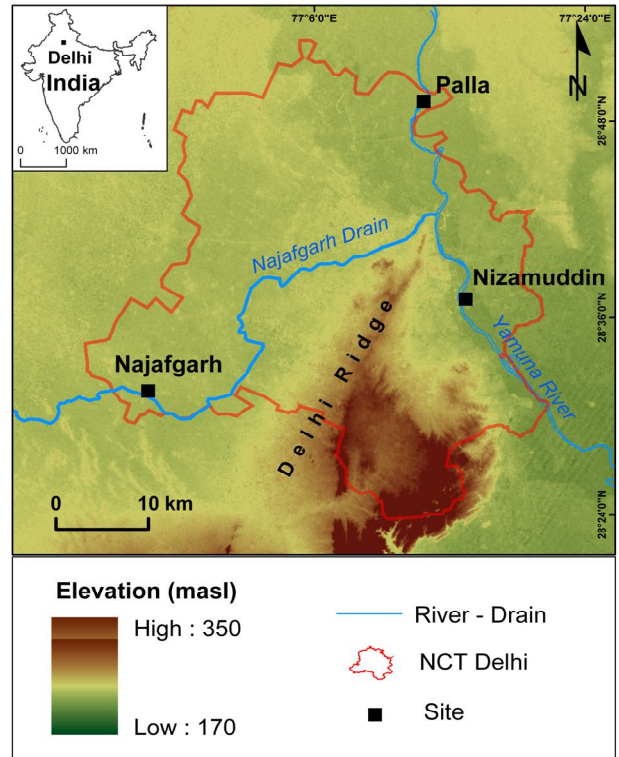 77°6'0"E
77°24'0"E
Delhi
India
0 1000 km
Palla
N
28°48'0"N
Najafgarh Drain
Nizamuddin
28°36'0"N
Yamuna River
Najafgarh
Delhi Ridge
0 10 km
28°24'0"N
Elevation (masl)
High : 350
Low : 170
River - Drain
NCT Delhi
Site